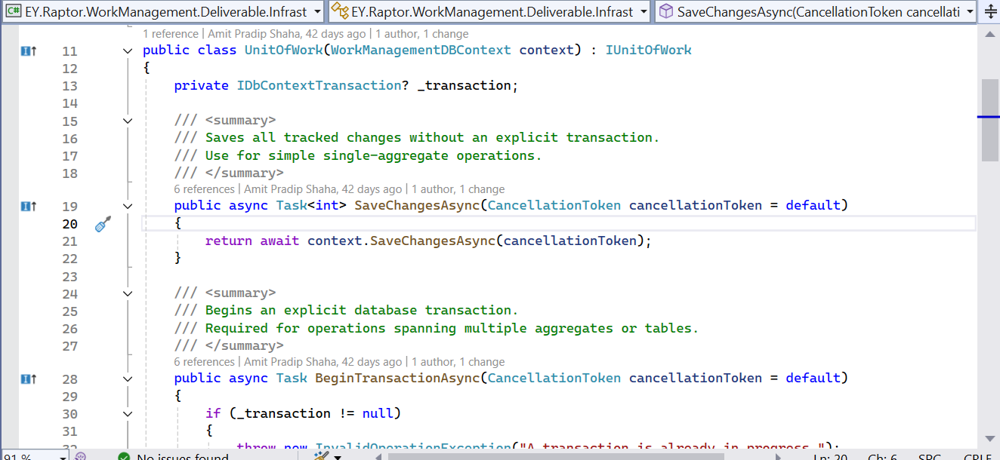 C# EY.Raptor.WorkManagement.Deliverable.Infrast EY.Raptor.WorkManagement.Deliverable.Infrast SaveChangesAsync(CancellationToken cancellati
1 reference | Amit Pradip Shaha, 42 days ago | 1 author, 1 change
11 public class UnitOfWork(WorkManagementDBContext context) : IUnitOfWork
12 {
13 private IDbContextTransaction? _transaction;
14
15 /// <summary>
16 /// Saves all tracked changes without an explicit transaction.
17 /// Use for simple single-aggregate operations.
18 /// </summary>
6 references | Amit Pradip Shaha, 42 days ago | 1 author, 1 change
19 public async Task<int> SaveChangesAsync(CancellationToken cancellationToken = default)
20 {
21 return await context.SaveChangesAsync(cancellationToken);
22 }
23
24 /// <summary>
25 /// Begins an explicit database transaction.
26 /// Required for operations spanning multiple aggregates or tables.
27 /// </summary>
6 references | Amit Pradip Shaha, 42 days ago | 1 author, 1 change
28 public async Task BeginTransactionAsync(CancellationToken cancellationToken = default)
29 {
30 if (_transaction != null)
31 {
32 throw new InvalidOperationException("A transaction is already in progress.");
91 % No issues found Ln: 20 Ch: 6 SPC CRLF